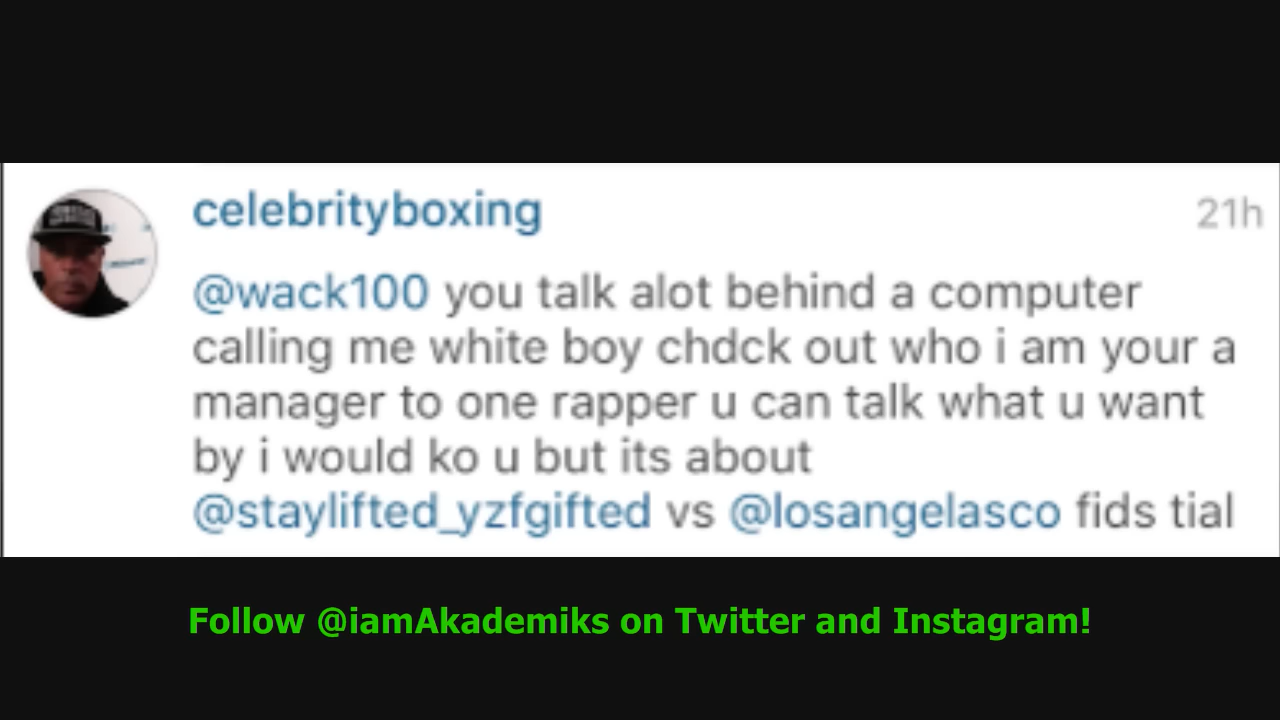 celebrityboxing
21h
@wack100 you talk alot behind a computer
calling me white boy chdck out who i am your a
manager to one rapper u can talk what u want
by i would ko u but its about
@staylifted_yzfgifted vs @losangelasco fids tial
Follow @iamAkademiks on Twitter and Instagram!